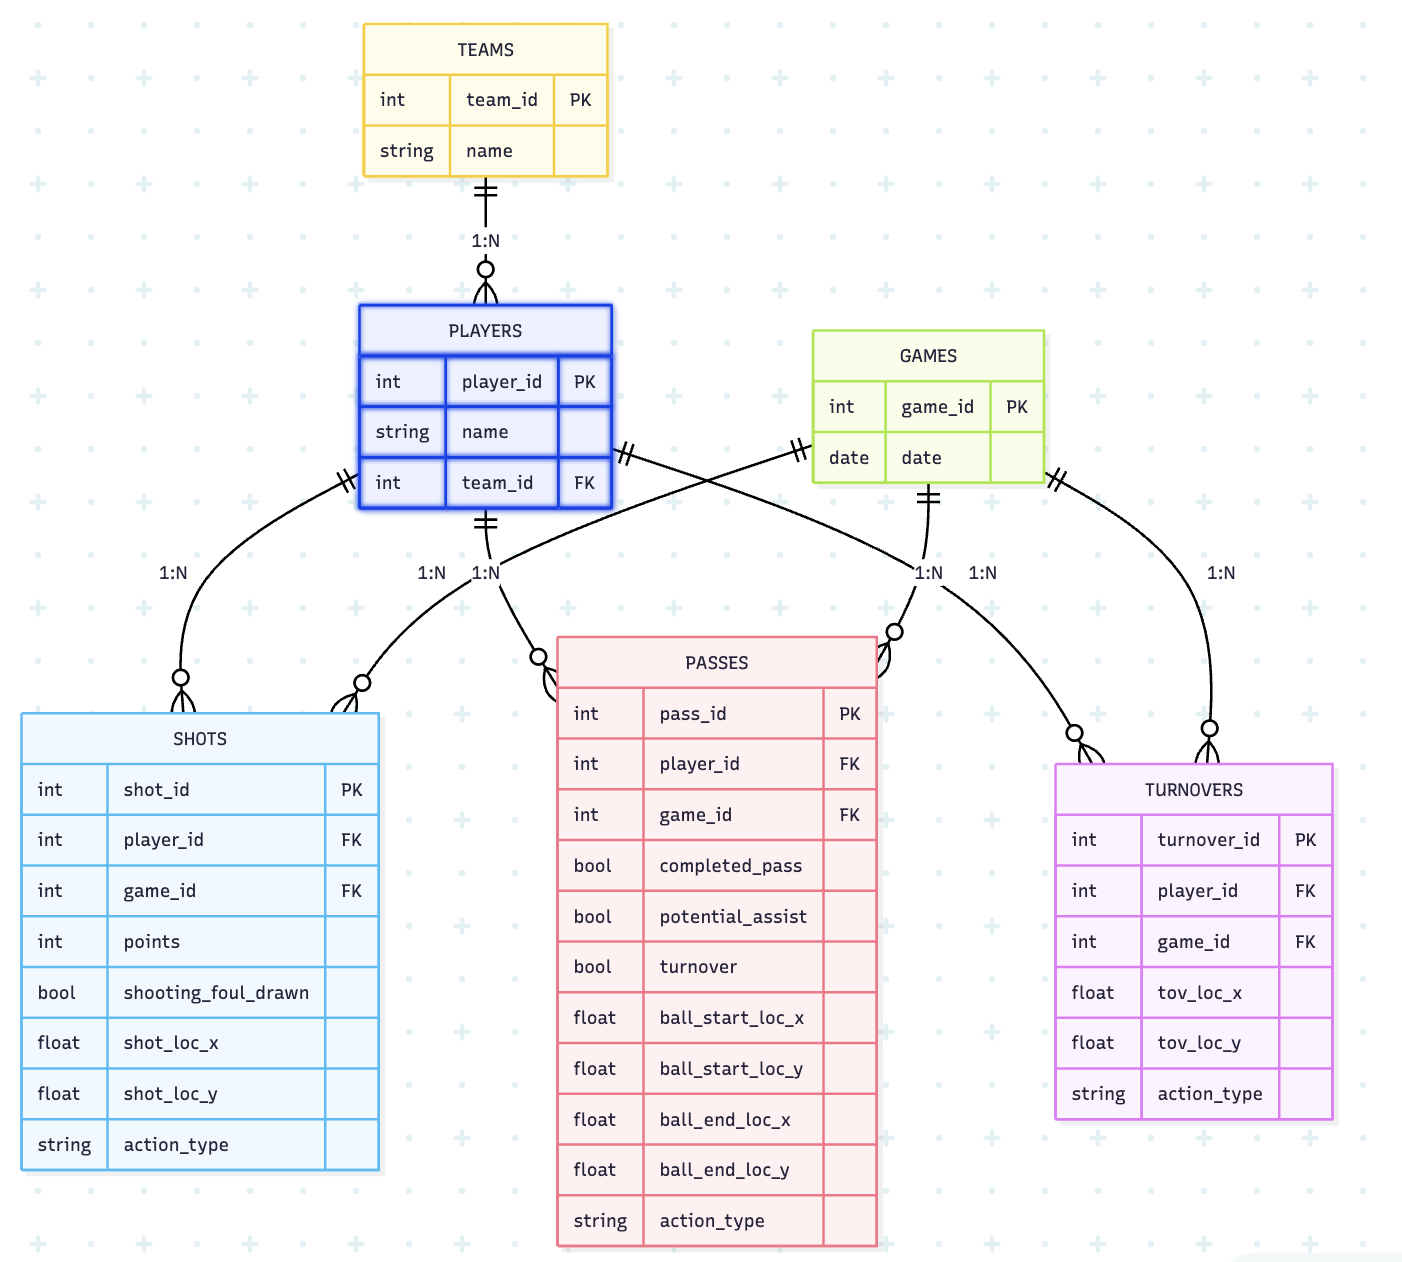 TEAMS
int team_id PK
string name
1:N
PLAYERS
int player_id PK
string name
int team_id FK
GAMES
int game_id PK
date date
1:N 1:N 1:N 1:N 1:N 1:N
SHOTS
int shot_id PK
int player_id FK
int game_id FK
int points
bool shooting_foul_drawn
float shot_loc_x
float shot_loc_y
string action_type
PASSES
int pass_id PK
int player_id FK
int game_id FK
bool completed_pass
bool potential_assist
bool turnover
float ball_start_loc_x
float ball_start_loc_y
float ball_end_loc_x
float ball_end_loc_y
string action_type
TURNOVERS
int turnover_id PK
int player_id FK
int game_id FK
float tov_loc_x
float tov_loc_y
string action_type